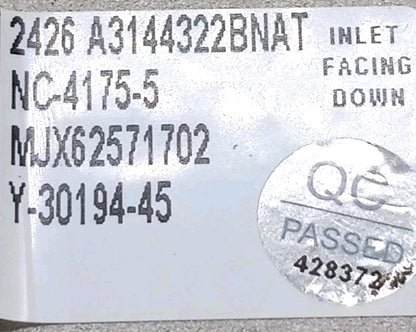 2426 A3144322BNAT
NC-4175-5
MJX62571702
Y-30194-45
INLET
FACING
DOWN
QC
PASSED
428372